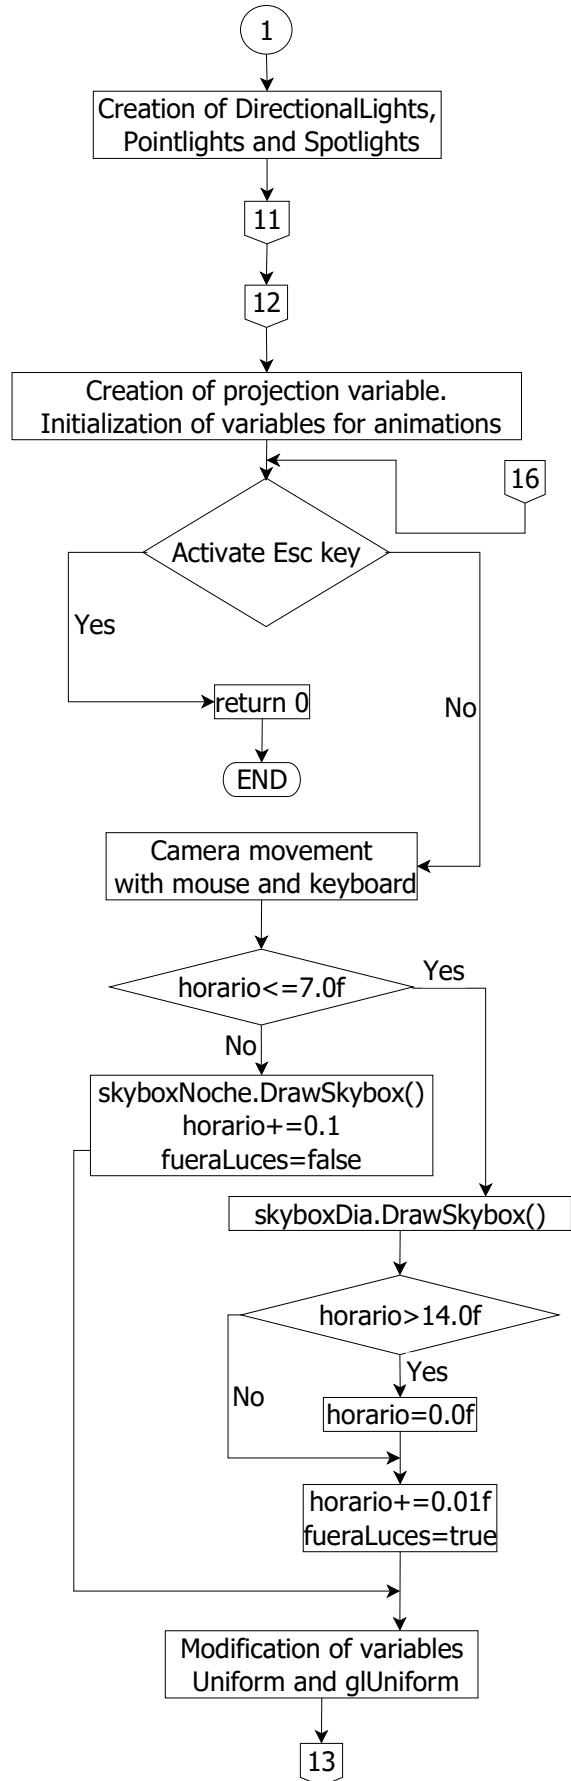 1
Creation of DirectionalLights,
Pointlights and Spotlights
11
12
Creation of projection variable.
Initialization of variables for animations
16
Activate Esc key
Yes
return 0
No
END
Camera movement
with mouse and keyboard
horario<=7.0f
Yes
No
skyboxNoche.DrawSkybox()
horario+=0.1
fueraLuces=false
skyboxDia.DrawSkybox()
horario>14.0f
Yes
No
horario=0.0f
horario+=0.01f
fueraLuces=true
Modification of variables
Uniform and glUniform
13